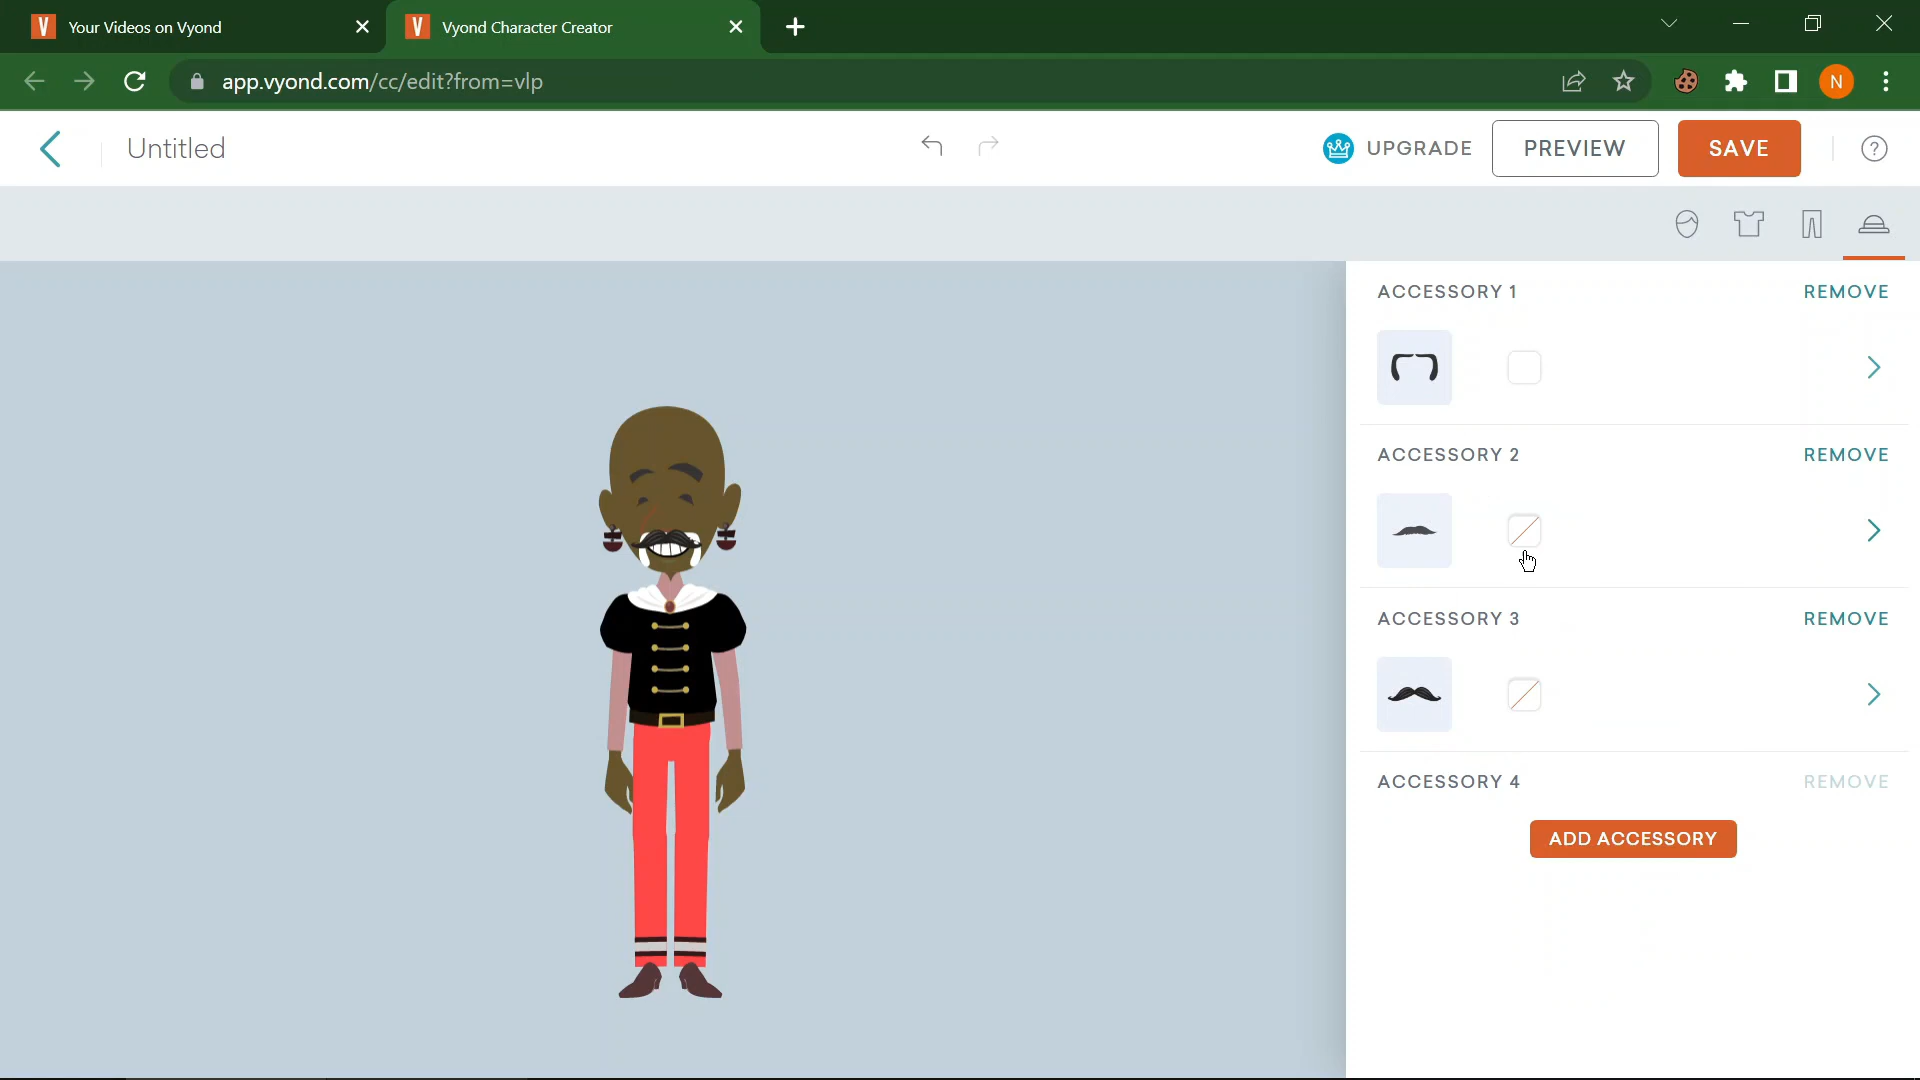 Your Videos on Vyond
Vyond Character Creator
app.vyond.com/cc/edit?from=vlp
N
Untitled
UPGRADE
PREVIEW
SAVE
?
ACCESSORY 1
REMOVE
ACCESSORY 2
REMOVE
ACCESSORY 3
REMOVE
ACCESSORY 4
REMOVE
ADD ACCESSORY